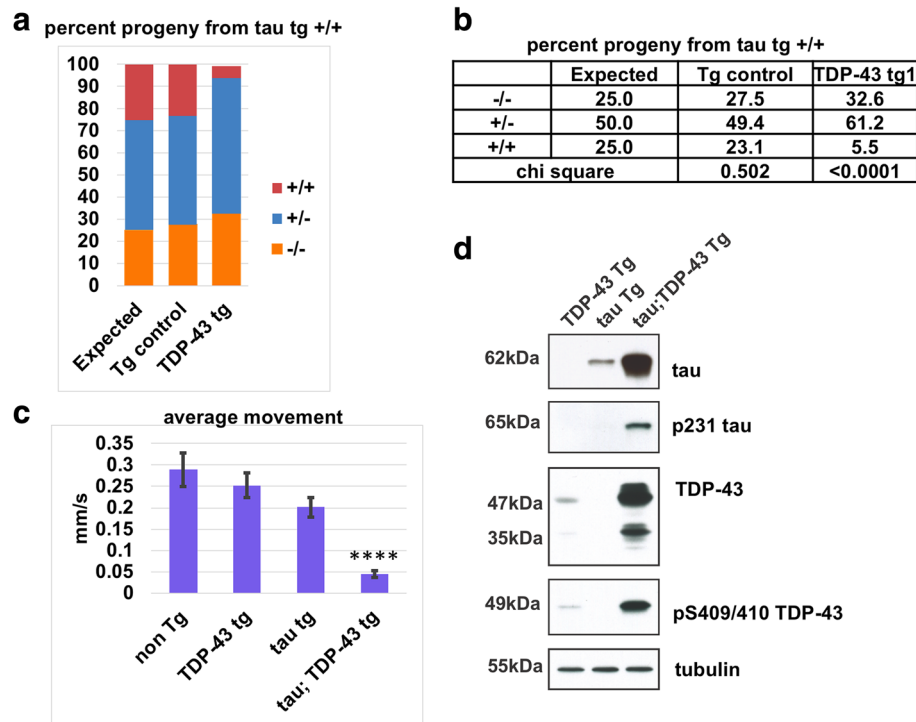 a
percent progeny from tau tg +/+
100
90
80
70
60
50
40
30
20
10
0
+/+
+/-
-/-
Expected
Tg control
TDP-43 tg
b
percent progeny from tau tg +/+
Expected Tg control TDP-43 tg1
-/- 25.0 27.5 32.6
+/- 50.0 49.4 61.2
+/+ 25.0 23.1 5.5
chi square 0.502 <0.0001
c
average movement
mm/s
0.35
0.3
0.25
0.2
0.15
0.1
0.05
0
****
non Tg
TDP-43 tg
tau tg
tau; TDP-43 tg
d
TDP-43 Tg
tau Tg
tau;TDP-43 Tg
62kDa tau
65kDa p231 tau
TDP-43
47kDa
35kDa
49kDa pS409/410 TDP-43
55kDa tubulin